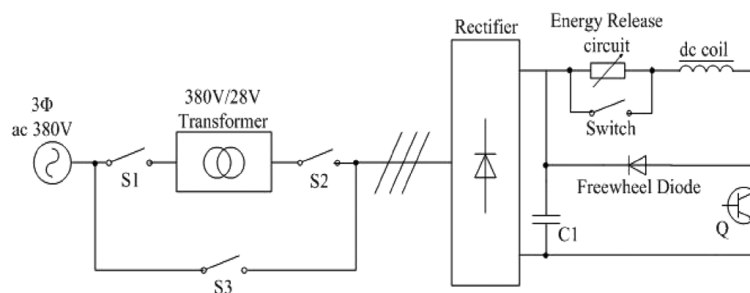 Energy Release
circuit
Rectifier
dc coil
3Φ
ac 380V
380V/28V
Transformer
Switch
S1
S2
Freewheel Diode
C1
Q
S3